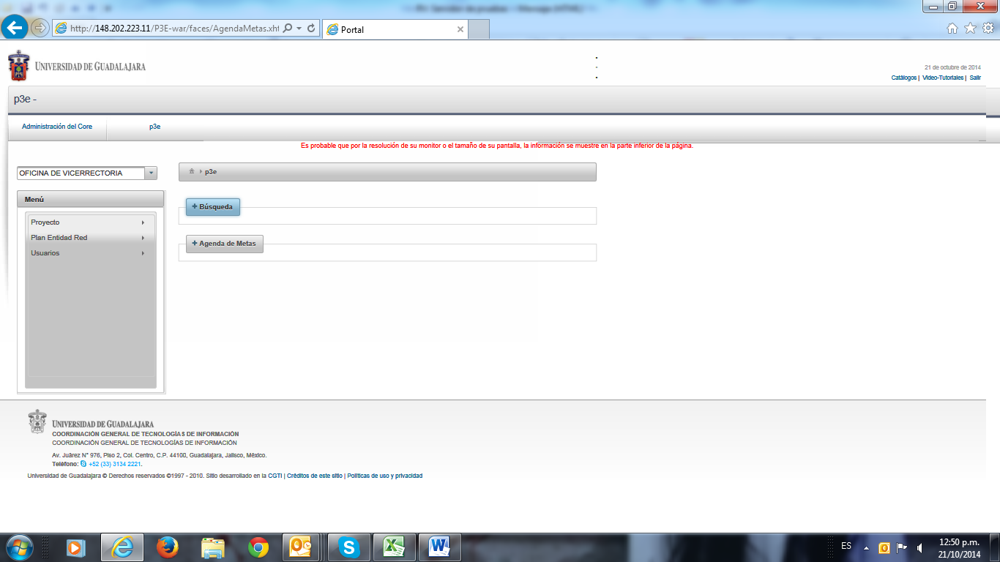 http://148.202.223.11/P3E-war/faces/AgendaMetas.xht
Portal
UNIVERSIDAD DE GUADALAJARA
21 de octubre de 2014
Catálogos | Video-Tutoriales | Salir
p3e -
Administración del Core
p3e
Es probable que por la resolución de su monitor o el tamaño de su pantalla, la información se muestre en la parte inferior de la página.
OFICINA DE VICERRECTORIA
p3e
Menú
Proyecto
Plan Entidad Red
Usuarios
+ Búsqueda
+ Agenda de Metas
UNIVERSIDAD DE GUADALAJARA
COORDINACIÓN GENERAL DE TECNOLOGÍAS DE INFORMACIÓN
COORDINACIÓN GENERAL DE TECNOLOGÍAS DE INFORMACIÓN
Av. Juárez N° 976, Piso 2, Col. Centro, C.P. 44100, Guadalajara, Jalisco, México.
Teléfono: +52 (33) 3134 2221.
Universidad de Guadalajara © Derechos reservados ©1997 - 2010. Sitio desarrollado en la CGTI | Créditos de este sitio | Políticas de uso y privacidad
ES
12:50 p.m.
21/10/2014